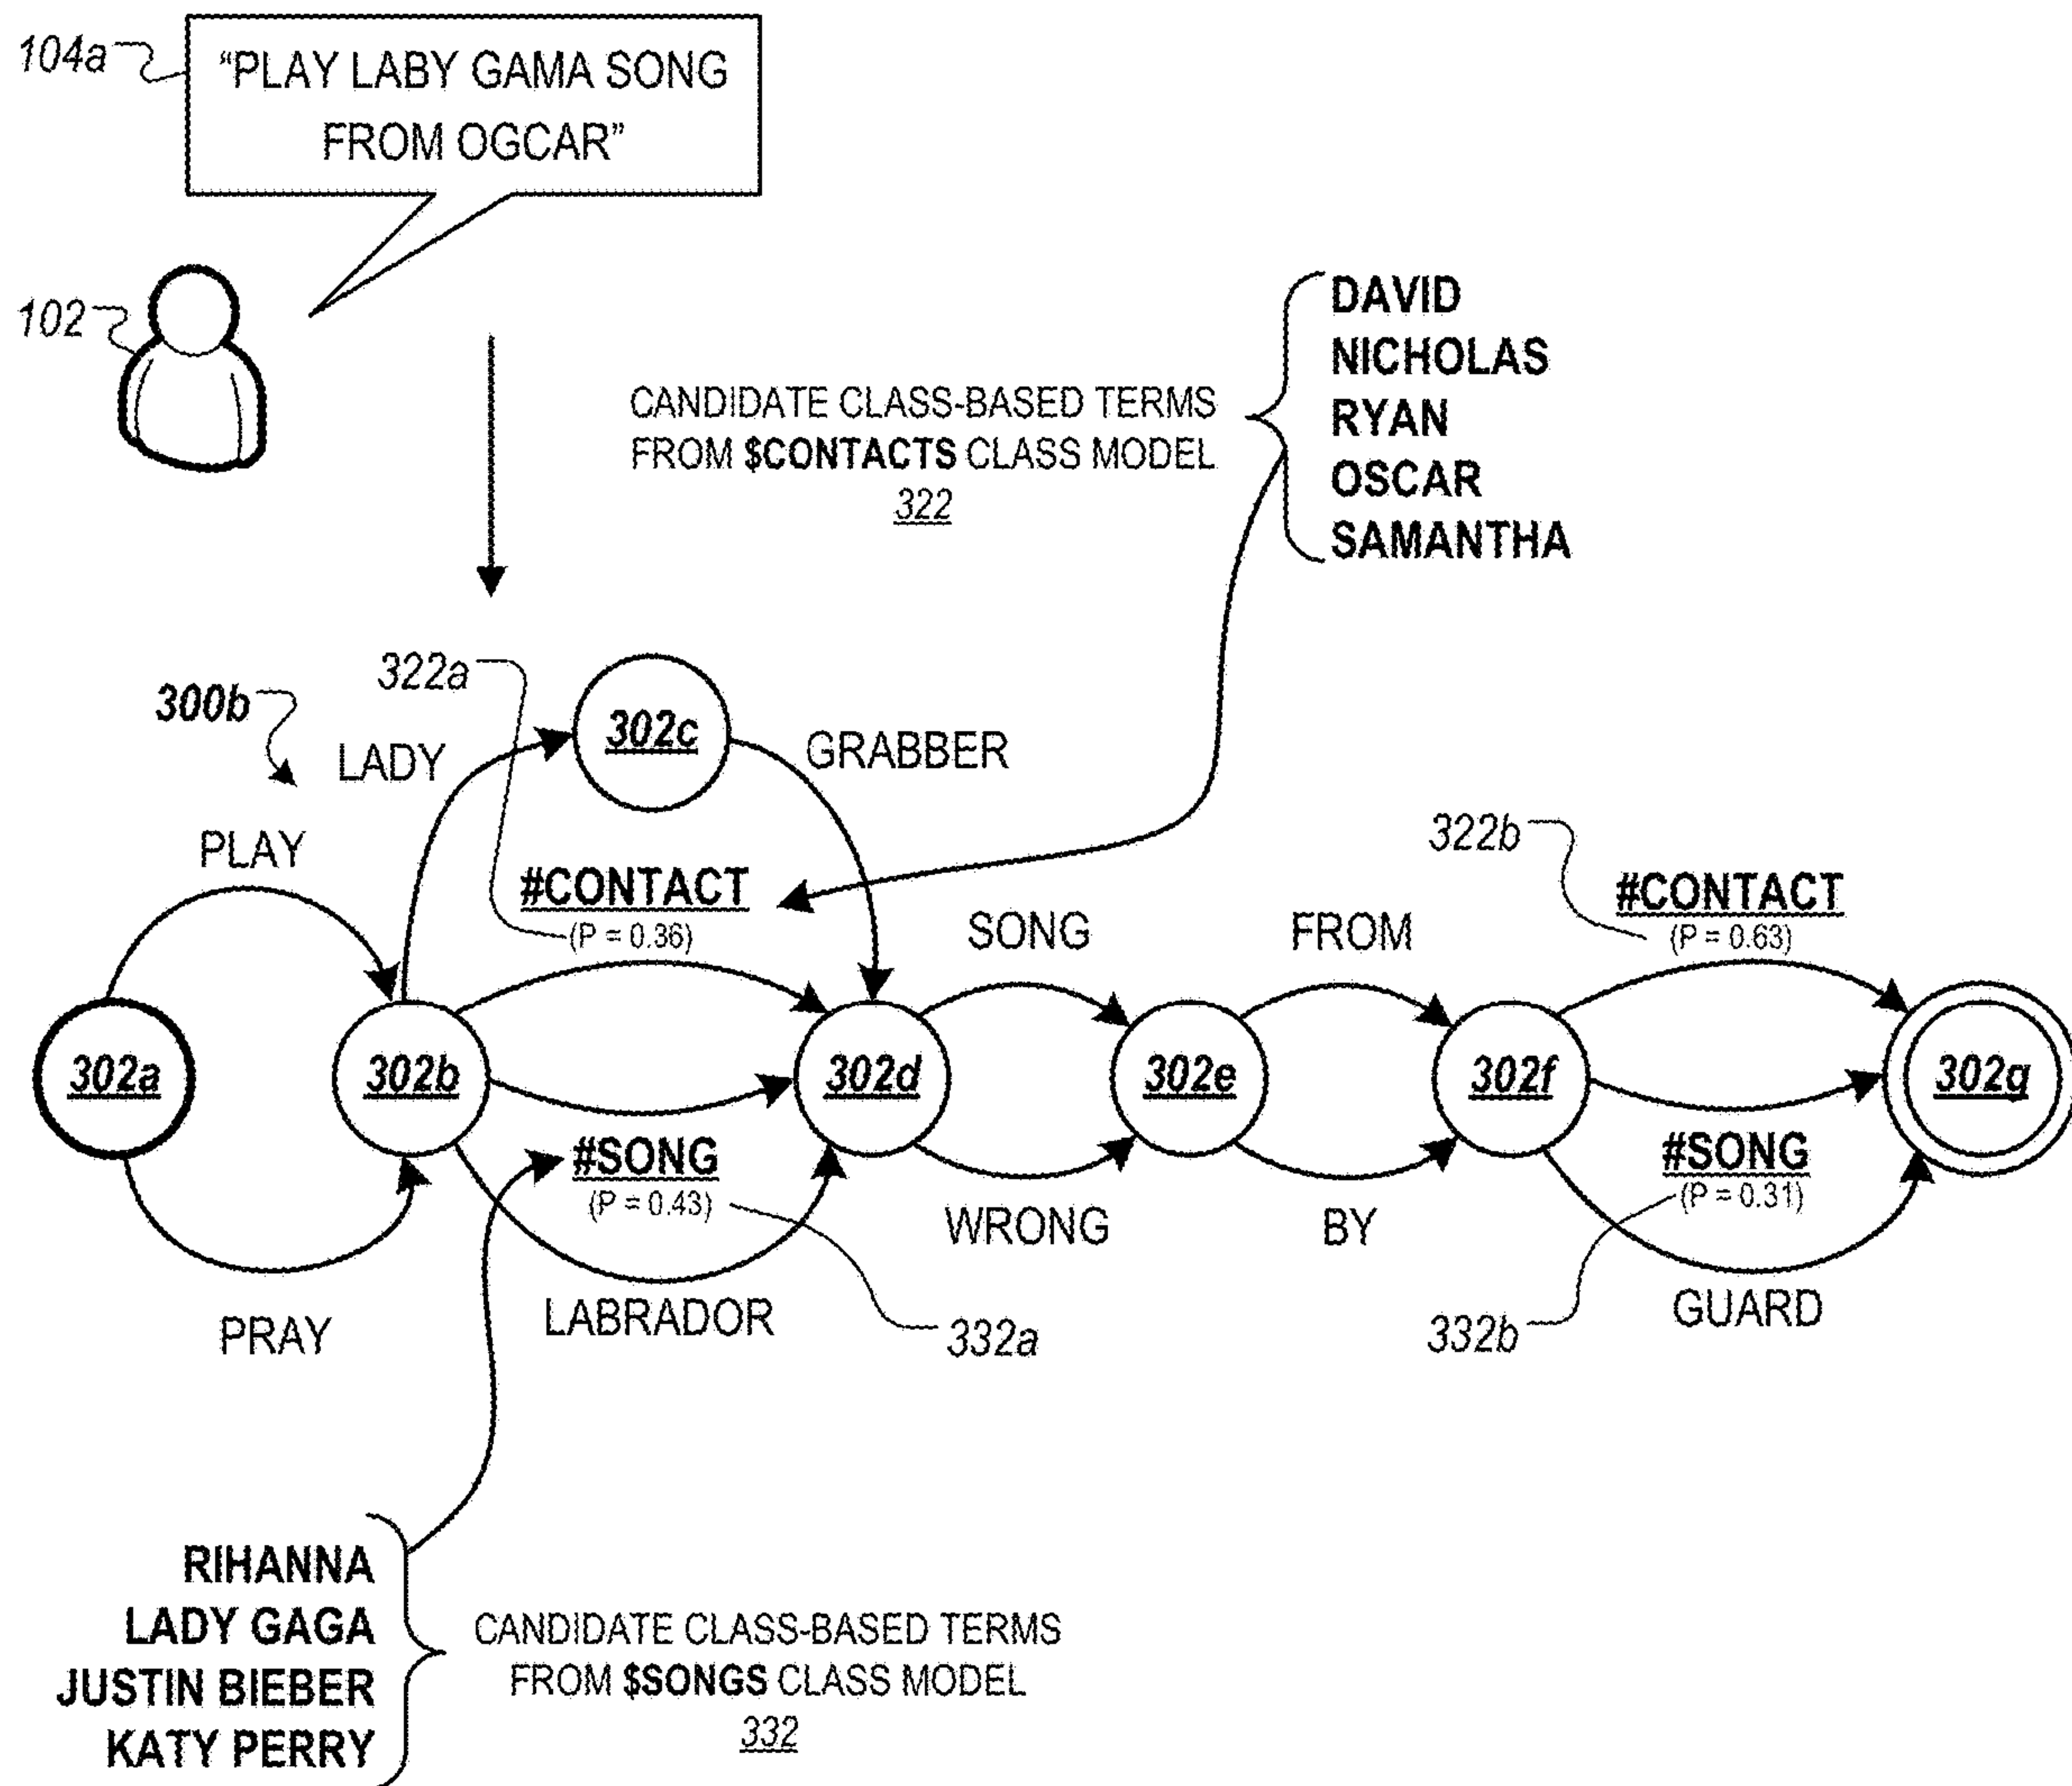 104a
“PLAY LABY GAMA SONG
FROM OGCAR”
102
CANDIDATE CLASS-BASED TERMS
FROM $CONTACTS CLASS MODEL
322
DAVID
NICHOLAS
RYAN
OSCAR
SAMANTHA
322a
300b
LADY
302c
GRABBER
PLAY
#CONTACT
(P = 0.36)
SONG
FROM
322b
#CONTACT
(P = 0.63)
302a
302b
302d
302e
302f
302g
#SONG
(P = 0.43)
#SONG
(P = 0.31)
WRONG
BY
PRAY
LABRADOR
332a
332b
GUARD
RIHANNA
LADY GAGA
JUSTIN BIEBER
KATY PERRY
CANDIDATE CLASS-BASED TERMS
FROM $SONGS CLASS MODEL
332